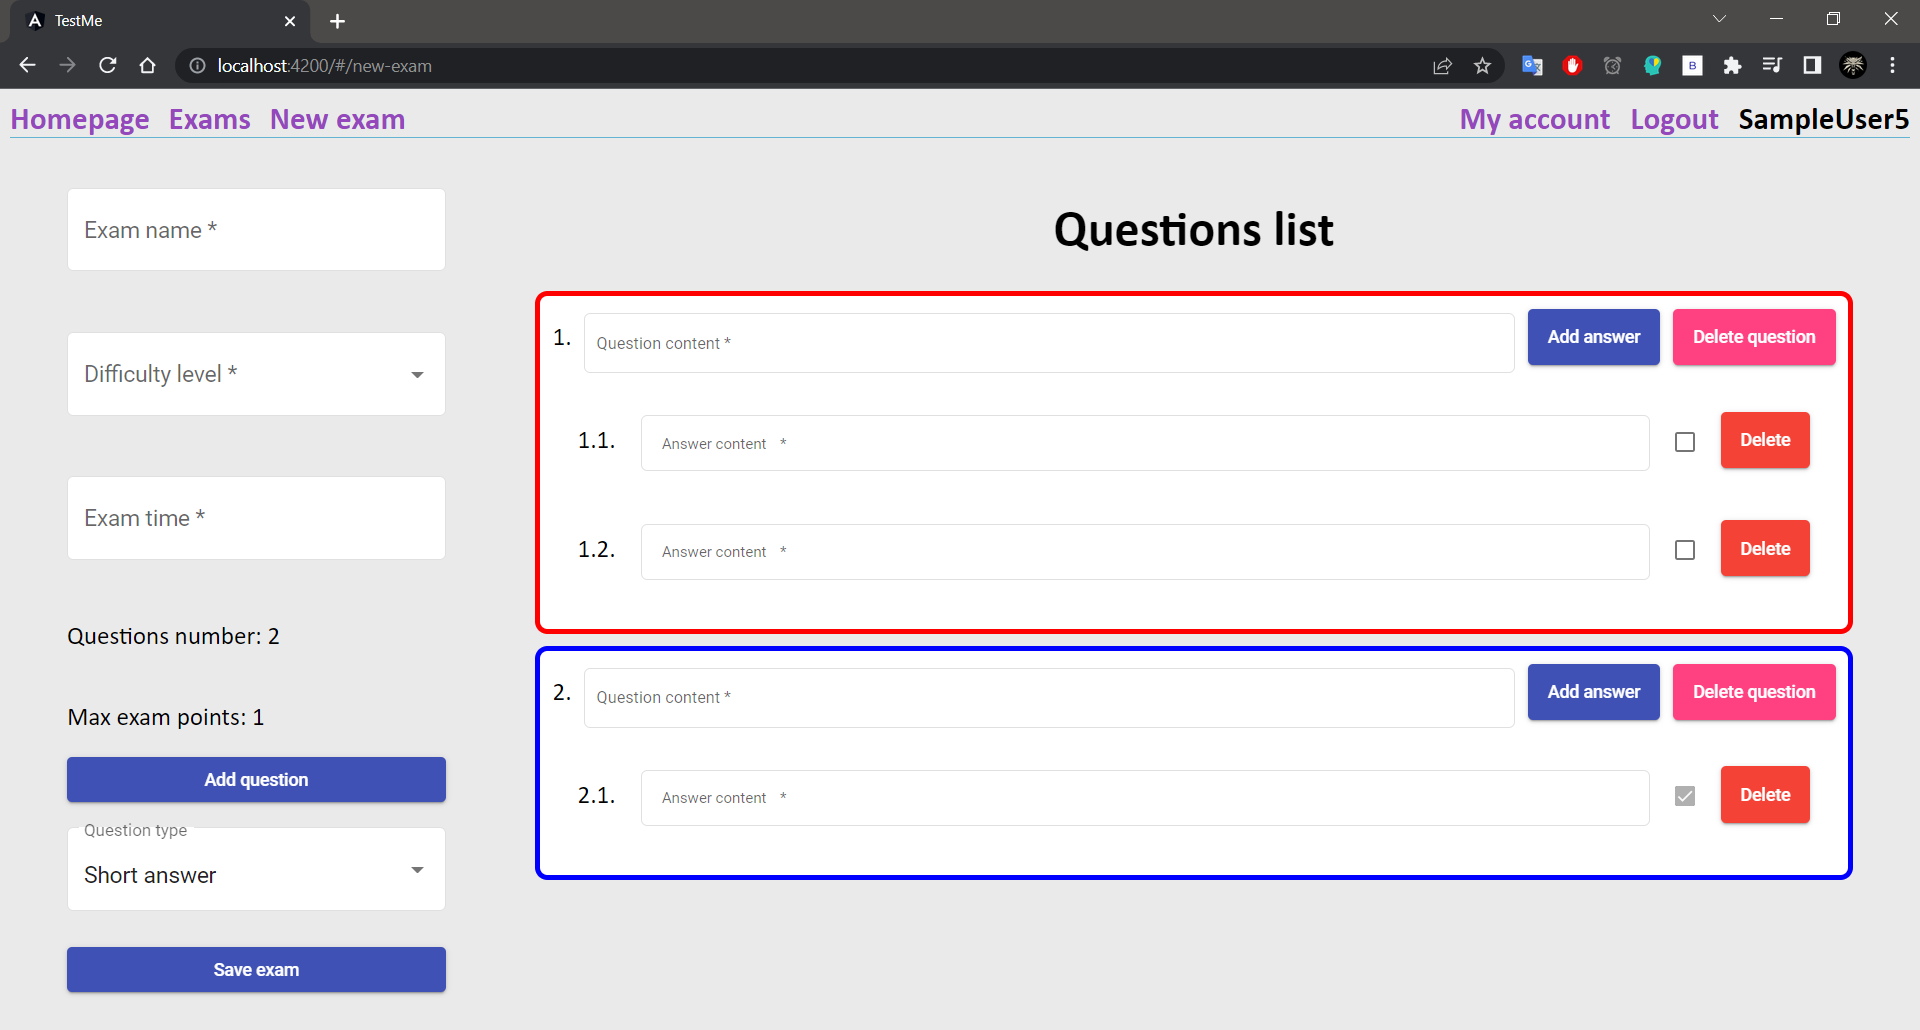 TestMe
localhost:4200/#/new-exam
B
Homepage Exams New exam My account Logout SampleUser5
Exam name *
Difficulty level *
Exam time *
Questions number: 2
Max exam points: 1
Add question
Question type
Short answer
Save exam
Questions list
1. Question content * Add answer Delete question
1.1. Answer content * Delete
1.2. Answer content * Delete
2. Question content * Add answer Delete question
2.1. Answer content * Delete